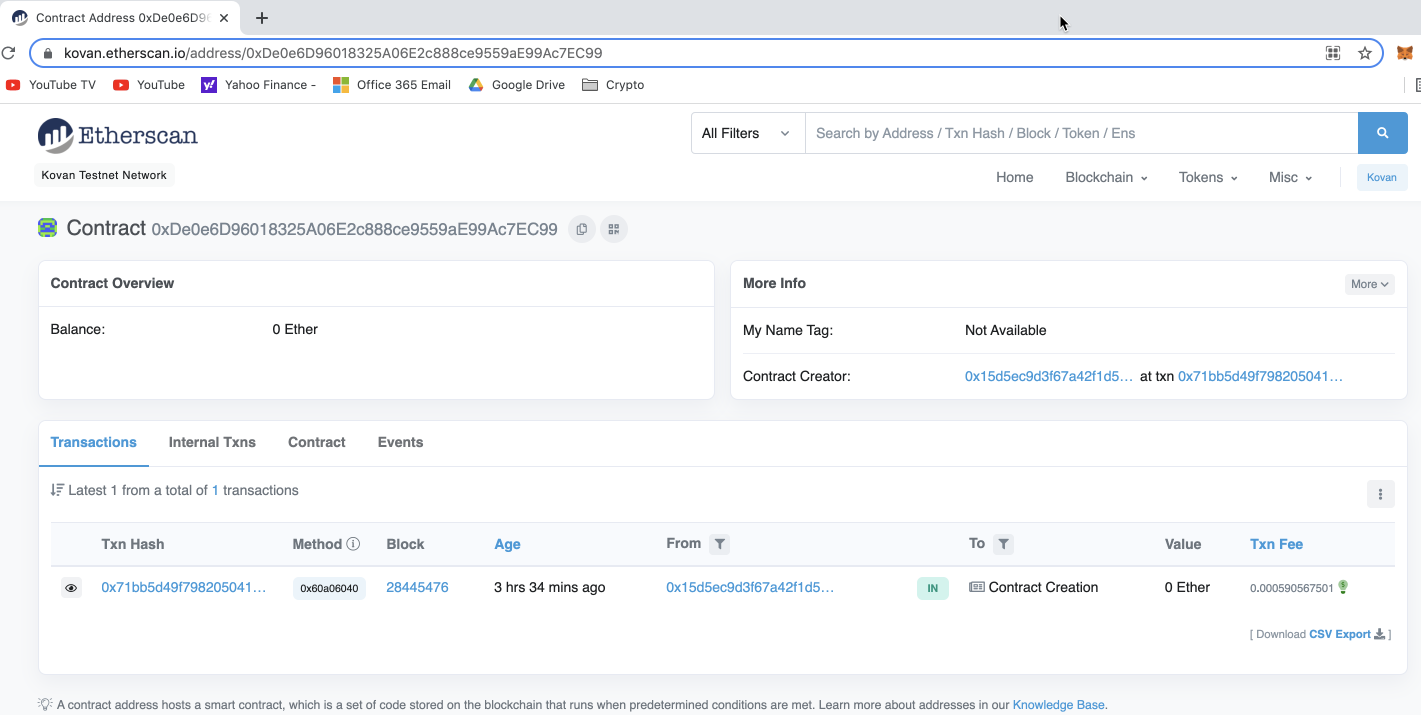 Contract Address 0xDe0e6D96
kovan.etherscan.io/address/0xDe0e6D96018325A06E2c888ce9559aE99Ac7EC99
YouTube TV YouTube Yahoo Finance - Office 365 Email Google Drive Crypto
Etherscan
All Filters Search by Address / Txn Hash / Block / Token / Ens
Kovan Testnet Network
Home Blockchain Tokens Misc Kovan
Contract 0xDe0e6D96018325A06E2c888ce9559aE99Ac7EC99
Contract Overview
Balance: 0 Ether
More Info More
My Name Tag: Not Available
Contract Creator: 0x15d5ec9d3f67a42f1d5... at txn 0x71bb5d49f798205041...
Transactions Internal Txns Contract Events
Latest 1 from a total of 1 transactions
Txn Hash Method Block Age From To Value Txn Fee
0x71bb5d49f798205041... 0x60a06040 28445476 3 hrs 34 mins ago 0x15d5ec9d3f67a42f1d5... IN Contract Creation 0 Ether 0.000590567501
[ Download CSV Export ]
A contract address hosts a smart contract, which is a set of code stored on the blockchain that runs when predetermined conditions are met. Learn more about addresses in our Knowledge Base.